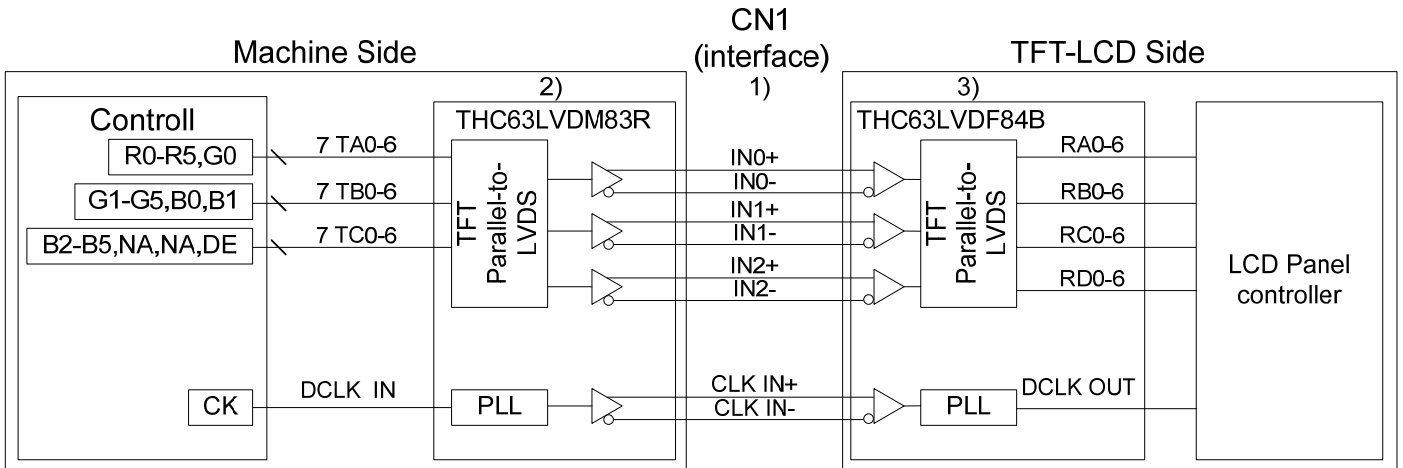 CN1
(interface)
1)
Machine Side
TFT-LCD Side
2)
THC63LVDM83R
3)
THC63LVDF84B
Controll
R0-R5,G0
G1-G5,B0,B1
B2-B5,NA,NA,DE
CK
7 TA0-6
7 TB0-6
7 TC0-6
DCLK IN
TFT
Parallel-to-
LVDS
PLL
IN0+
IN0-
IN1+
IN1-
IN2+
IN2-
CLK IN+
CLK IN-
TFT
Parallel-to-
LVDS
PLL
RA0-6
RB0-6
RC0-6
RD0-6
DCLK OUT
LCD Panel
controller